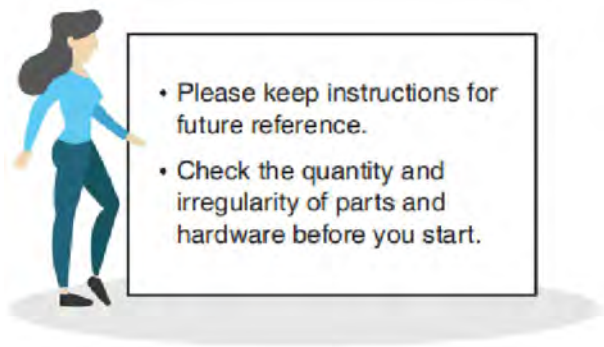 • Please keep instructions for
future reference.
• Check the quantity and
irregularity of parts and
hardware before you start.